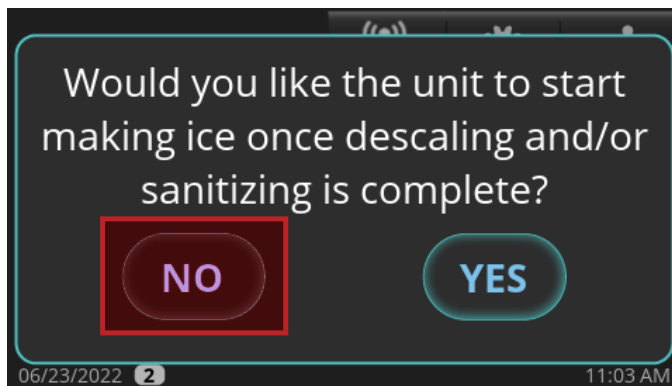 Would you like the unit to start
making ice once descaling and/or
sanitizing is complete?
NO YES
06/23/2022 2 11:03 AM